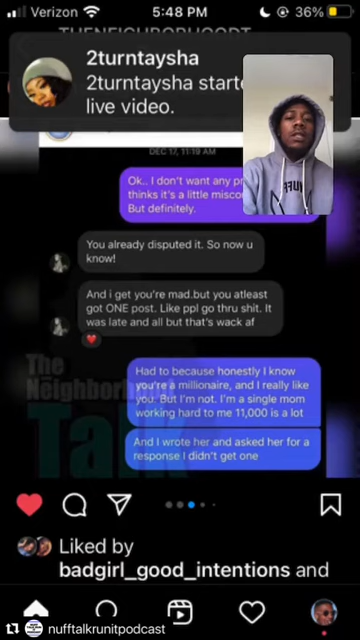 Verizon 5:48 PM 36%
THENEIGHBORHOODT
2turntaysha
2turntaysha starte
live video.
DEC 17, 11:19 AM
Ok.. I don't want any pr
thinks it's a little misco
But definitely.
You already disputed it. So now u
know!
And i get you're mad.but you atleast
got ONE post. Like ppl go thru shit. It
was late and all but that's wack af
Had to because honestly I know
you're a millionaire, and I really like
you. But I'm not. I'm a single mom
working hard to me 11,000 is a lot
And I wrote her and asked her for a
response I didn't get one
The
Neighborhood
Talk
Liked by
badgirl_good_intentions and
nufftalkrunitpodcast